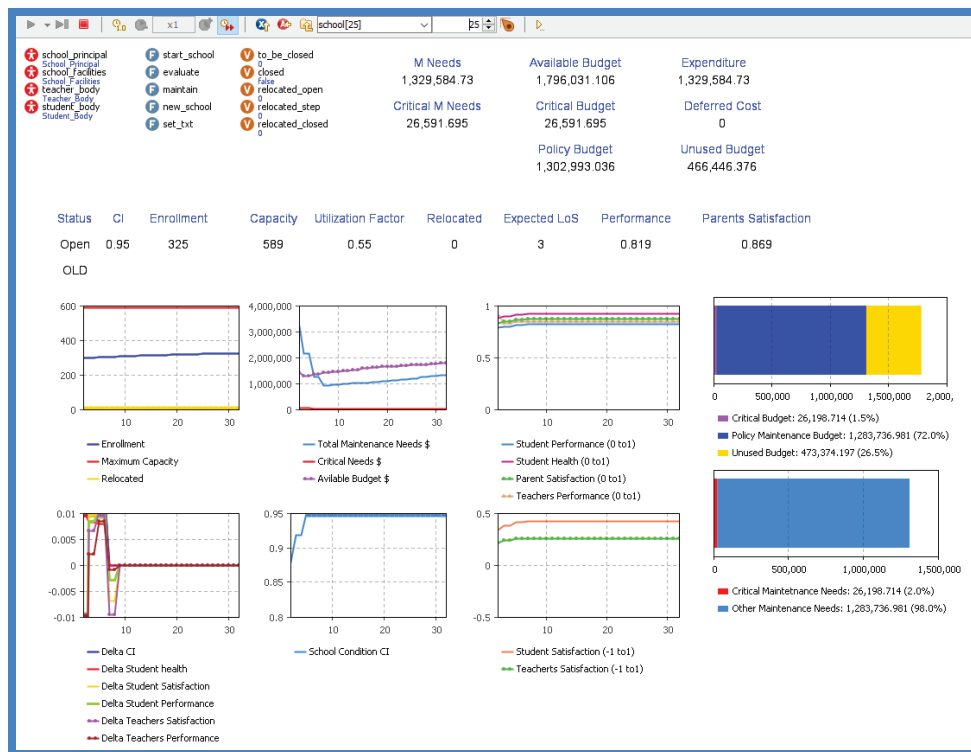 x1 school[25] 25
school_principal
School_Principal
school_facilities
School_Facilities
teacher_body
Teacher_Body
student_body
Student_Body
start_school
evaluate
maintain
new_school
set_txt
to_be_closed
0
closed
false
relocated_open
0
relocated_step
0
relocated_closed
0
M Needs Available Budget Expenditure
1,329,584.73 1,796,031.106 1,329,584.73
Critical M Needs Critical Budget Deferred Cost
26,591.695 26,591.695 0
Policy Budget Unused Budget
1,302,993.036 466,446.376
Status CI Enrollment Capacity Utilization Factor Relocated Expected LoS Performance Parents Satisfaction
Open 0.95 325 589 0.55 0 3 0.819 0.869
OLD
600
400
200
0
10 20 30
Enrollment
Maximum Capacity
Relocated
4,000,000
3,000,000
2,000,000
1,000,000
0
10 20 30
Total Maintenance Needs $
Critical Needs $
Avilable Budget $
1
0.5
0
10 20 30
Student Performance (0 to1)
Student Health (0 to1)
Parent Satisfaction (0 to1)
Teachers Performance (0 to1)
0 500,000 1,000,000 1,500,000 2,000,
Critical Budget: 26,198.714 (1.5%)
Policy Maintenance Budget: 1,283,736.981 (72.0%)
Unused Budget: 473,374.197 (26.5%)
0.01
0.005
0
-0.005
-0.01
10 20 30
Delta CI
Delta Student health
Delta Student Satisfaction
Delta Student Performance
Delta Teachers Satisfaction
Delta Teachers Performance
0.95
0.9
0.85
0.8
10 20 30
School Condition CI
0.5
0
-0.5
10 20 30
Student Satisfaction (-1 to1)
Teacherts Satisfaction (-1 to1)
0 500,000 1,000,000 1,500,000
Critical Maintetnance Needs: 26,198.714 (2.0%)
Other Maintenance Needs: 1,283,736.981 (98.0%)